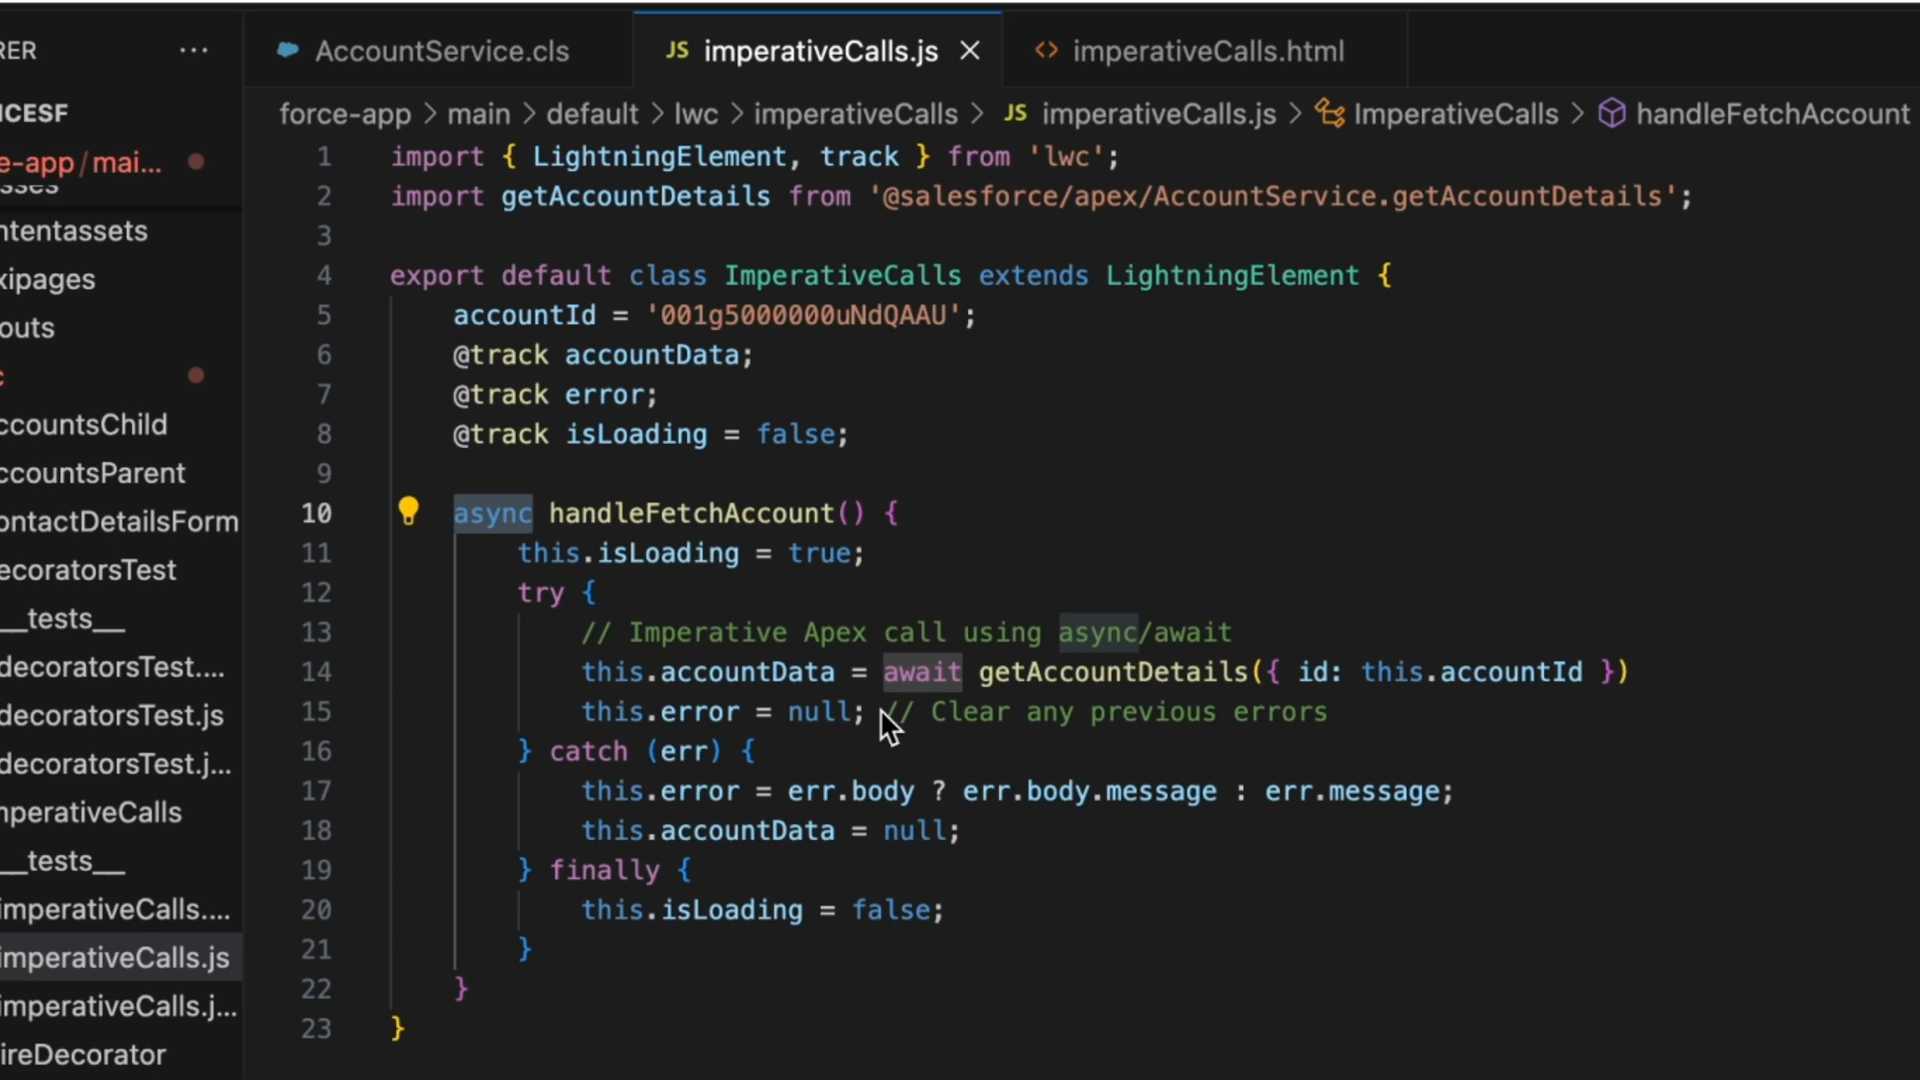 RER ...
AccountService.cls
JS imperativeCalls.js ×
<> imperativeCalls.html
ICESF
force-app > main > default > lwc > imperativeCalls > JS imperativeCalls.js > ImperativeCalls > handleFetchAccount
e-app/mai...
sses
ntentassets
xipages
outs
c
ccountsChild
ccountsParent
ontactDetailsForm
ecoratorsTest
__tests__
decoratorsTest....
decoratorsTest.js
decoratorsTest.j...
nperativeCalls
__tests__
imperativeCalls....
imperativeCalls.js
imperativeCalls.j...
ireDecorator
1 import { LightningElement, track } from 'lwc';
2 import getAccountDetails from '@salesforce/apex/AccountService.getAccountDetails';
3
4 export default class ImperativeCalls extends LightningElement {
5 accountId = '001g5000000uNdQAAU';
6 @track accountData;
7 @track error;
8 @track isLoading = false;
9
10 async handleFetchAccount() {
11 this.isLoading = true;
12 try {
13 // Imperative Apex call using async/await
14 this.accountData = await getAccountDetails({ id: this.accountId })
15 this.error = null; // Clear any previous errors
16 } catch (err) {
17 this.error = err.body ? err.body.message : err.message;
18 this.accountData = null;
19 } finally {
20 this.isLoading = false;
21 }
22 }
23 }